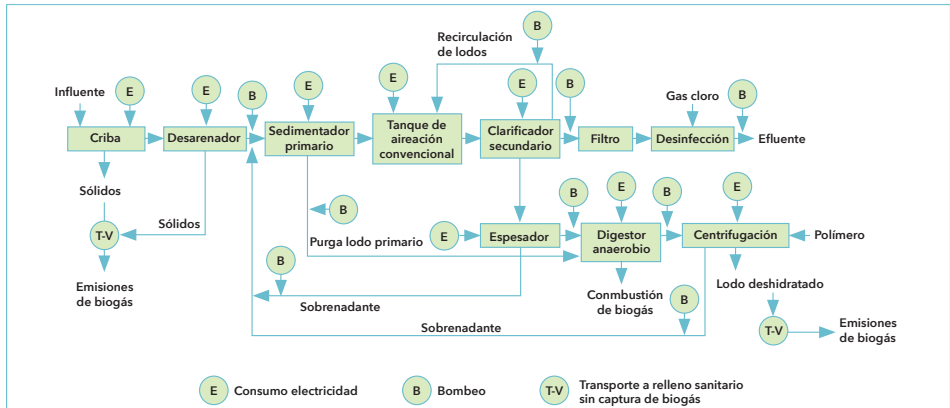 B
Recirculación
de lodos
Influente
E
E
B
E
E
E
B
Gas cloro
B
Criba
Desarenador
Sedimentador
primario
Tanque de
aireación
convencional
Clarificador
secundario
Filtro
Desinfección
Efluente
Sólidos
Sólidos
T-V
Emisiones
de biogás
B
Purga lodo primario
E
Espesador
B
E
Digestor
anaerobio
B
E
Centrifugación
Polímero
B
Sobrenadante
Conmbustión
de biogás
B
Sobrenadante
Lodo deshidratado
T-V
Emisiones
de biogás
E
Consumo electricidad
B
Bombeo
T-V
Transporte a relleno sanitario
sin captura de biogás